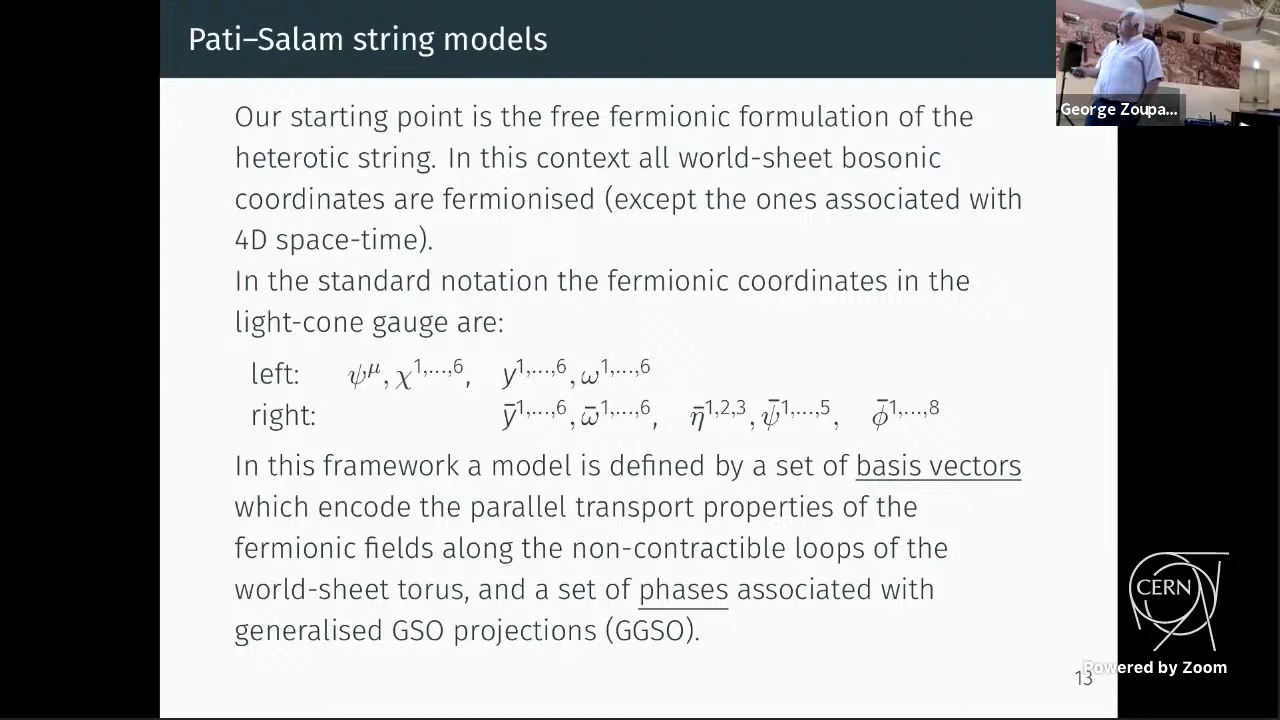 Pati–Salam string models
George Zoupa...
Our starting point is the free fermionic formulation of the
heterotic string. In this context all world-sheet bosonic
coordinates are fermionised (except the ones associated with
4D space-time).
In the standard notation the fermionic coordinates in the
light-cone gauge are:
left: ψ^μ, χ^{1,...,6}, y^{1,...,6}, ω^{1,...,6}
right: ȳ^{1,...,6}, ω̄^{1,...,6}, η̄^{1,2,3}, ψ̄^{1,...,5}, φ̄^{1,...,8}
In this framework a model is defined by a set of basis vectors
which encode the parallel transport properties of the
fermionic fields along the non-contractible loops of the
world-sheet torus, and a set of phases associated with
generalised GSO projections (GGSO).
CERN
Powered by Zoom
13